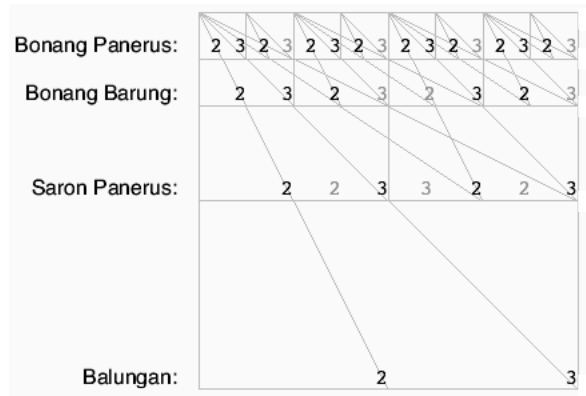 Bonang Panerus: 2 3 2 3 2 3 2 3 2 3 2 3 2 3 2 3
Bonang Barung: 2 3 2 3 2 3 2 3
Saron Panerus: 2 2 3 3 2 2 3
Balungan: 2 3